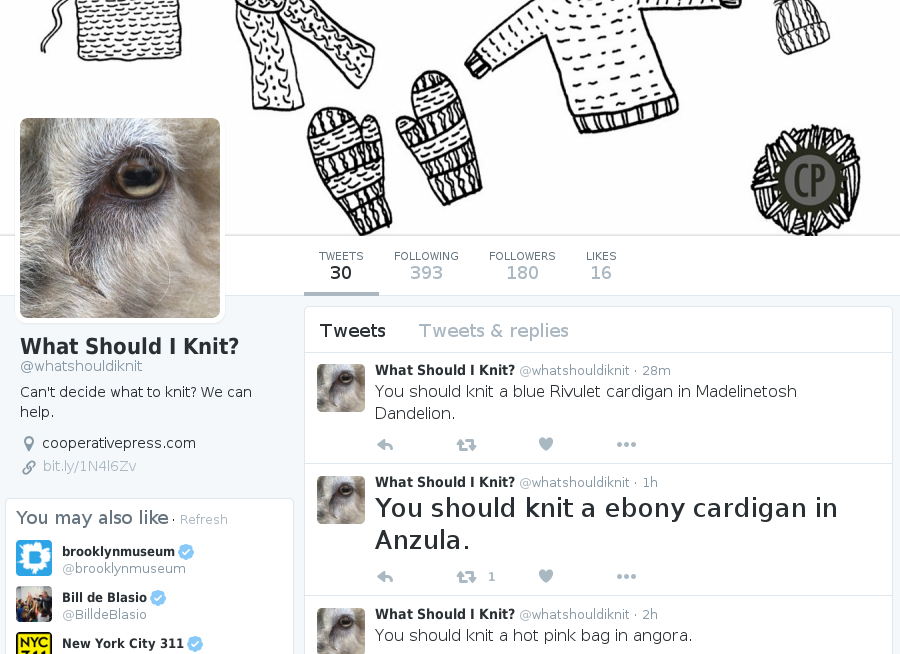 CP
TWEETS FOLLOWING FOLLOWERS LIKES
30 393 180 16
What Should I Knit?
@whatshouldiknit
Can't decide what to knit? We can
help.
cooperativepress.com
bit.ly/1N4l6Zv
You may also like · Refresh
brooklynmuseum
@brooklynmuseum
Bill de Blasio
@BilldeBlasio
NYC
311
New York City 311
Tweets Tweets & replies
What Should I Knit? @whatshouldiknit · 28m
You should knit a blue Rivulet cardigan in Madelinetosh
Dandelion.
What Should I Knit? @whatshouldiknit · 1h
You should knit a ebony cardigan in
Anzula.
1
What Should I Knit? @whatshouldiknit · 2h
You should knit a hot pink bag in angora.